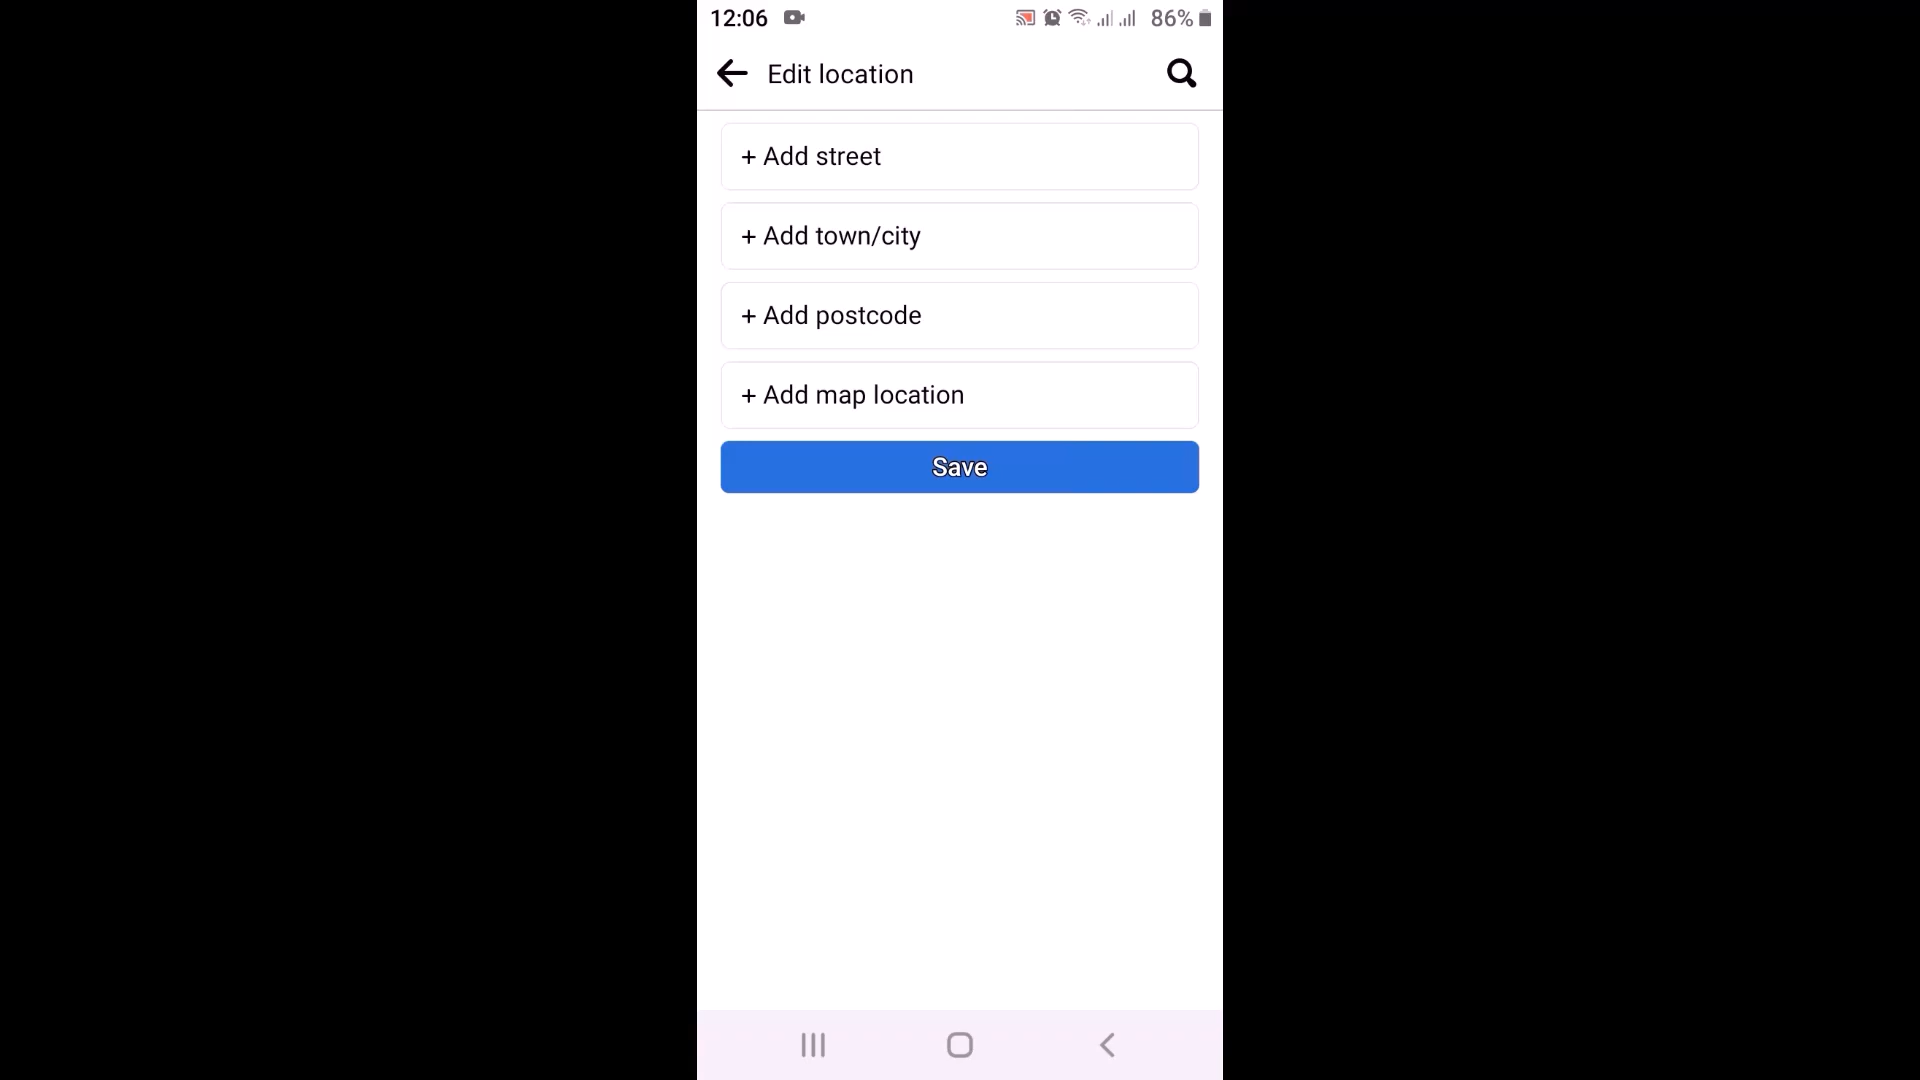 12:06 86%
Edit location
+ Add street
+ Add town/city
+ Add postcode
+ Add map location
Save